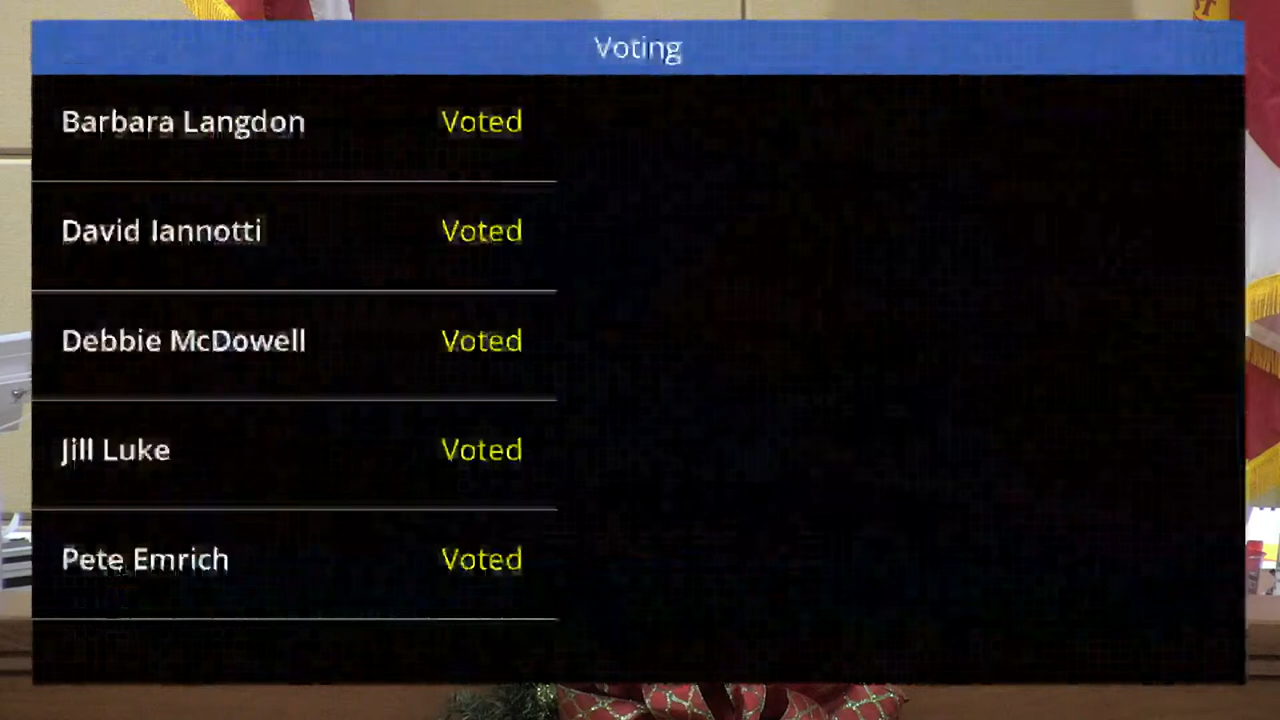 Voting
Barbara Langdon Voted
David Iannotti Voted
Debbie McDowell Voted
Jill Luke Voted
Pete Emrich Voted